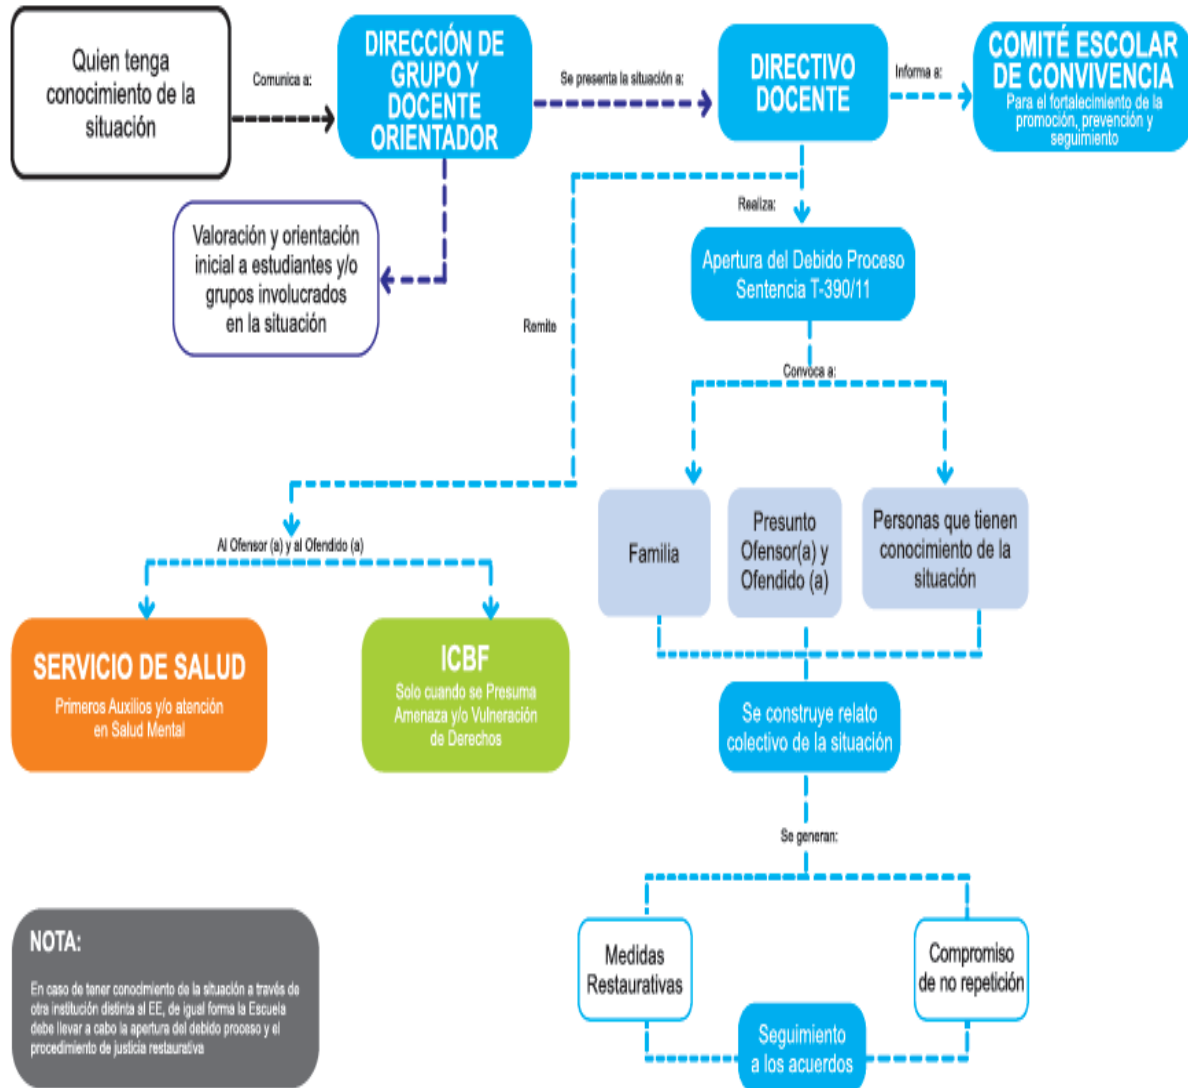 Quien tenga
conocimiento de la
situación
Comunica a:
DIRECCIÓN DE
GRUPO Y
DOCENTE
ORIENTADOR
Se presenta la situación a:
DIRECTIVO
DOCENTE
Informa a:
COMITÉ ESCOLAR
DE CONVIVENCIA
Para el fortalecimiento de la
promoción, prevención y
seguimiento
Valoración y orientación
inicial a estudiantes y/o
grupos involucrados
en la situación
Remite
Realiza:
Apertura del Debido Proceso
Sentencia T-390/11
Convoca a:
Familia
Presunto
Ofensor(a) y
Ofendido (a)
Personas que tienen
conocimiento de la
situación
Al Ofensor (a) y al Ofendido (a)
SERVICIO DE SALUD
Primeros Auxilios y/o atención
en Salud Mental
ICBF
Solo cuando se Presuma
Amenaza y/o Vulneración
de Derechos
Se construye relato
colectivo de la situación
Se generan:
Medidas
Restaurativas
Compromiso
de no repetición
Seguimiento
a los acuerdos
NOTA:
En caso de tener conocimiento de la situación a través de
otra institución distinta al EE, de igual forma la Escuela
debe llevar a cabo la apertura del debido proceso y el
procedimiento de justicia restaurativa